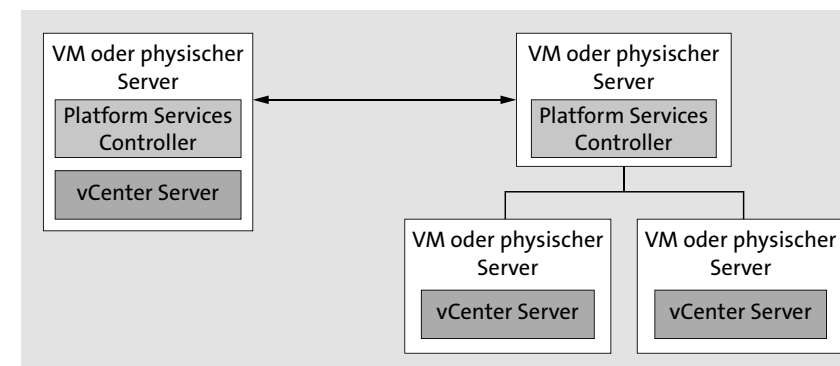 VM oder physischer
Server
Platform Services
Controller
vCenter Server
VM oder physischer
Server
Platform Services
Controller
VM oder physischer
Server
vCenter Server
VM oder physischer
Server
vCenter Server